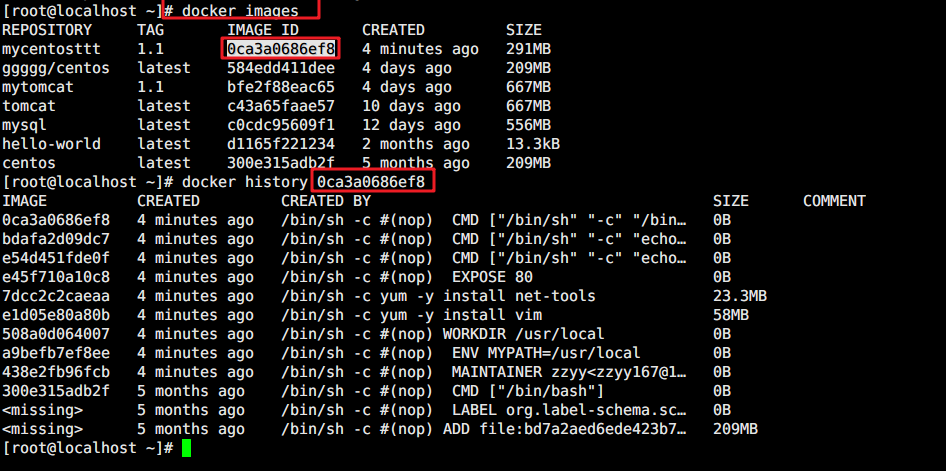 [root@localhost ~]# docker images
REPOSITORY TAG IMAGE ID CREATED SIZE
mycentosttt 1.1 0ca3a0686ef8 4 minutes ago 291MB
ggggg/centos latest 584edd411dee 4 days ago 209MB
mytomcat 1.1 bfe2f88eac65 4 days ago 667MB
tomcat latest c43a65faae57 10 days ago 667MB
mysql latest c0cdc95609f1 12 days ago 556MB
hello-world latest d1165f221234 2 months ago 13.3kB
centos latest 300e315adb2f 5 months ago 209MB
[root@localhost ~]# docker history 0ca3a0686ef8
IMAGE CREATED CREATED BY SIZE COMMENT
0ca3a0686ef8 4 minutes ago /bin/sh -c #(nop) CMD ["/bin/sh" "-c" "/bin… 0B
bdafa2d09dc7 4 minutes ago /bin/sh -c #(nop) CMD ["/bin/sh" "-c" "echo… 0B
e54d451fde0f 4 minutes ago /bin/sh -c #(nop) CMD ["/bin/sh" "-c" "echo… 0B
e45f710a10c8 4 minutes ago /bin/sh -c #(nop) EXPOSE 80 0B
7dcc2c2caeaa 4 minutes ago /bin/sh -c yum -y install net-tools 23.3MB
e1d05e80a80b 4 minutes ago /bin/sh -c yum -y install vim 58MB
508a0d064007 4 minutes ago /bin/sh -c #(nop) WORKDIR /usr/local 0B
a9befb7ef8ee 4 minutes ago /bin/sh -c #(nop) ENV MYPATH=/usr/local 0B
438e2fb96fcb 4 minutes ago /bin/sh -c #(nop) MAINTAINER zzyy<zzyy167@1… 0B
300e315adb2f 5 months ago /bin/sh -c #(nop) CMD ["/bin/bash"] 0B
<missing> 5 months ago /bin/sh -c #(nop) LABEL org.label-schema.sc… 0B
<missing> 5 months ago /bin/sh -c #(nop) ADD file:bd7a2aed6ede423b7… 209MB
[root@localhost ~]#